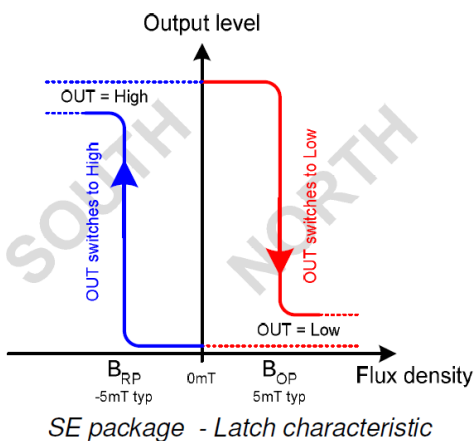 Output level
OUT = High
SOUTH
NORTH
OUT switches to High
OUT switches to Low
OUT = Low
B_RP
-5mT typ
0mT
B_OP
5mT typ
Flux density
SE package - Latch characteristic